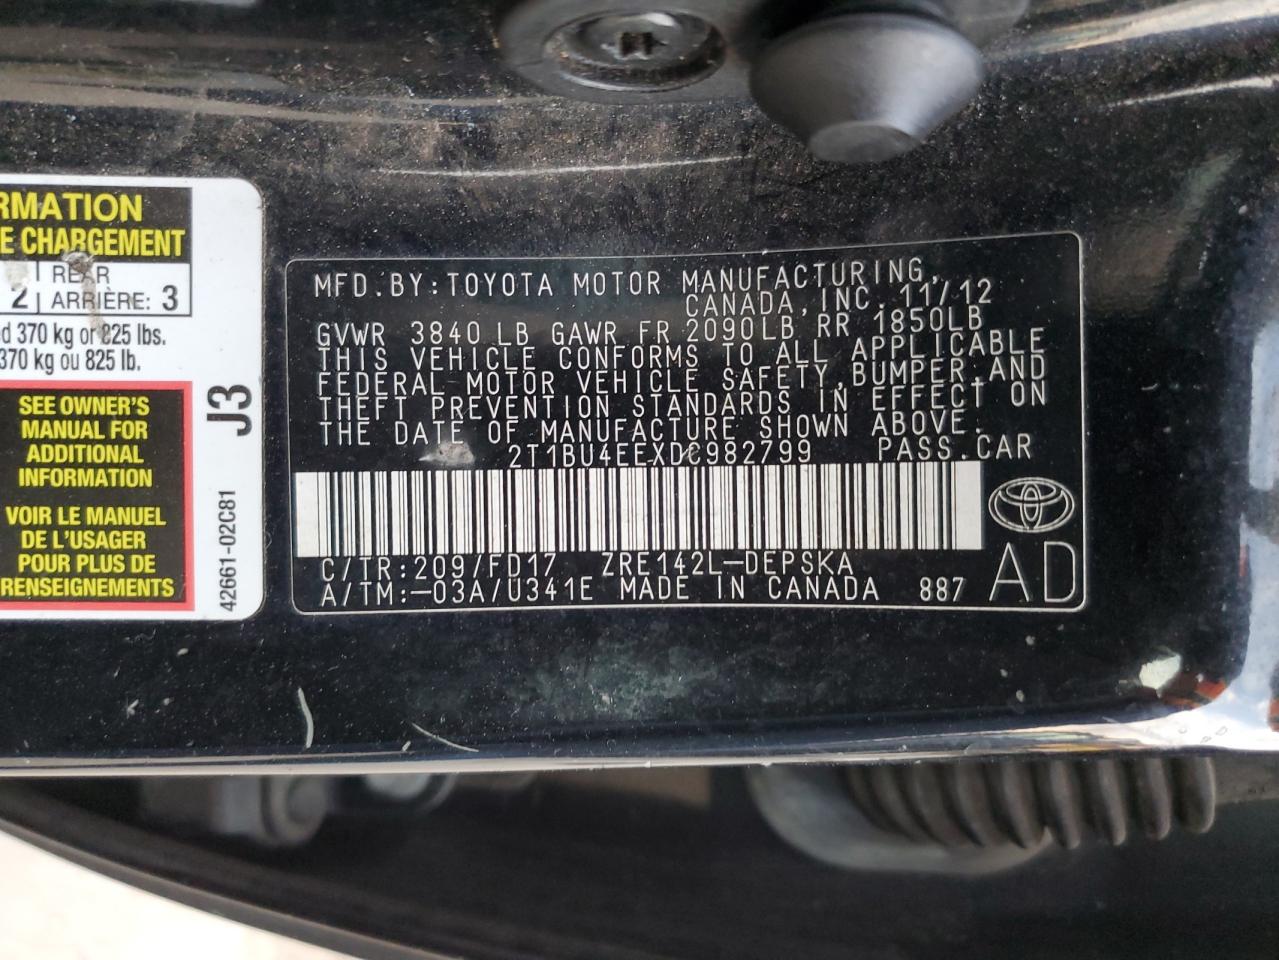 RMATION
E CHARGEMENT
2 REAR ARRIÈRE: 3
370 kg or 825 lbs.
370 kg ou 825 lb.
SEE OWNER'S
MANUAL FOR
ADDITIONAL
INFORMATION
VOIR LE MANUEL
DE L'USAGER
POUR PLUS DE
RENSEIGNEMENTS
J3
42661-02C81
MFD.BY:TOYOTA MOTOR MANUFACTURING,
CANADA,INC. 11/12
GVWR 3840 LB GAWR FR 2090LB RR 1850LB
THIS VEHICLE CONFORMS TO ALL APPLICABLE
FEDERAL MOTOR VEHICLE SAFETY,BUMPER,AND
THEFT PREVENTION STANDARDS IN EFFECT ON
THE DATE OF MANUFACTURE SHOWN ABOVE.
2T1BU4EEXDC982799 PASS.CAR
C/TR:209/FD17 ZRE142L-DEPSKA
A/TM:-03A/U341E MADE IN CANADA 887
AD